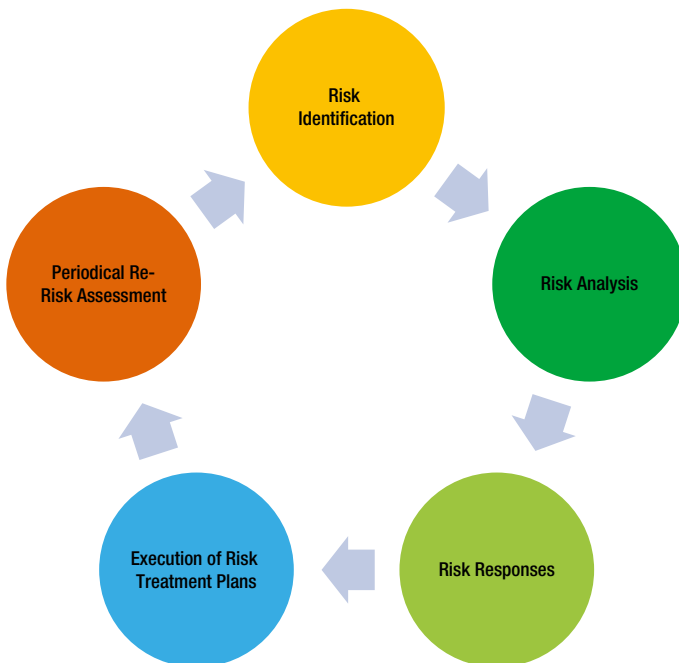 Risk
Identification
Risk Analysis
Risk Responses
Execution of Risk
Treatment Plans
Periodical Re-
Risk Assessment